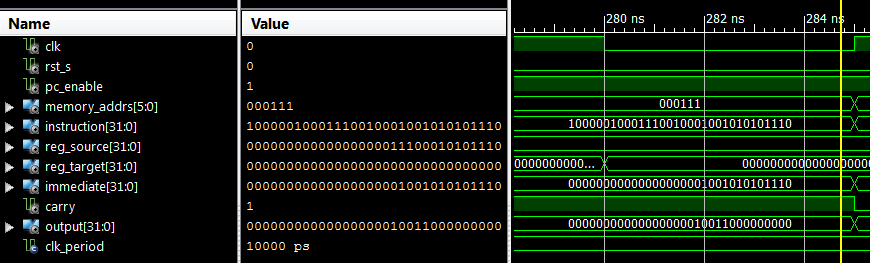 Name Value
280 ns 282 ns 284 ns
clk 0
rst_s 0
pc_enable 1
memory_addrs[5:0] 000111 000111
instruction[31:0] 10000010001110010001001010101110 10000010001110010001001010101110
reg_source[31:0] 00000000000000000011100010101110
reg_target[31:0] 00000000000000000000000000000000 0000000000... 000000000000000000
immediate[31:0] 00000000000000000001001010101110 00000000000000000001001010101110
carry 1
output[31:0] 00000000000000000010011000000000 00000000000000000010011000000000
clk_period 10000 ps